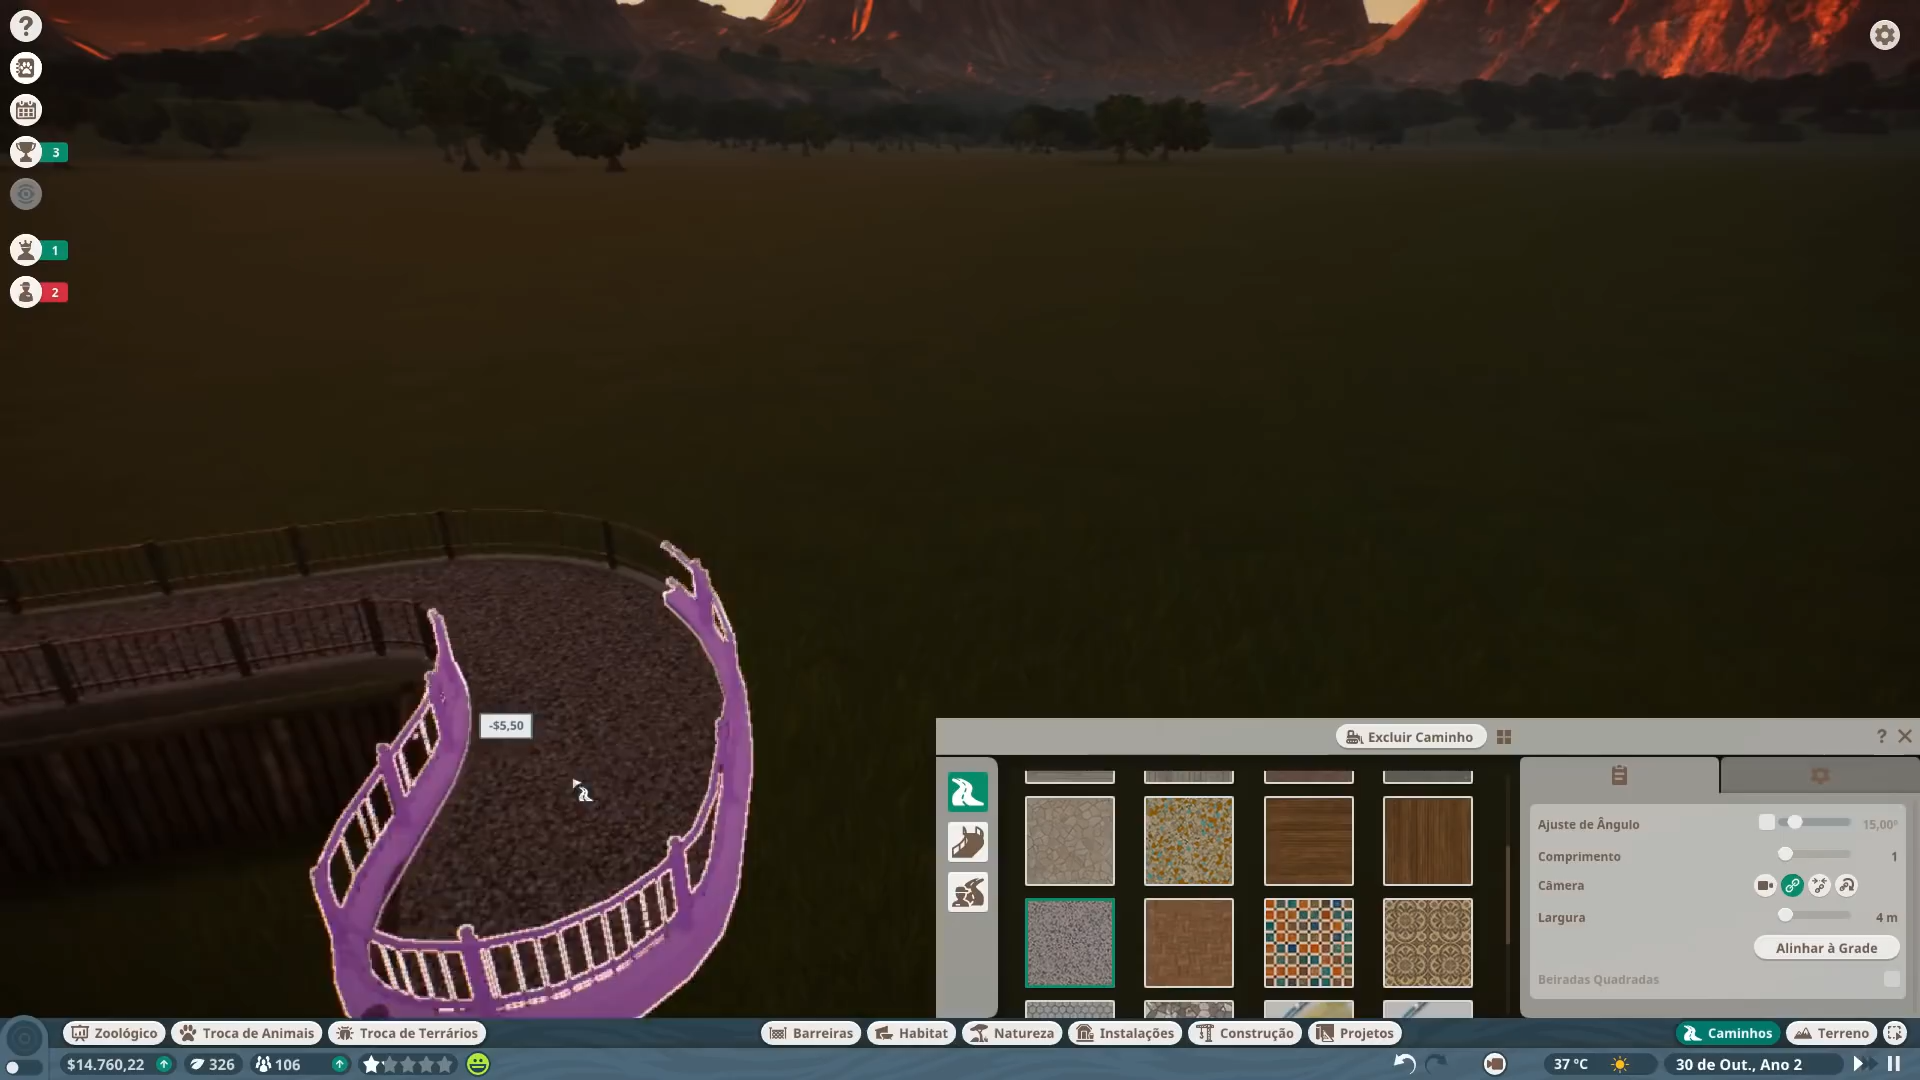 ?
3
1
2
-$5,50
Excluir Caminho
?
Ajuste de Ângulo
15,00º
Comprimento
1
Câmera
Largura
4 m
Alinhar à Grade
Beiradas Quadradas
Zoológico
Troca de Animais
Troca de Terrários
Barreiras
Habitat
Natureza
Instalações
Construção
Projetos
Caminhos
Terreno
$14.760,22
326
106
37 ºC
30 de Out., Ano 2